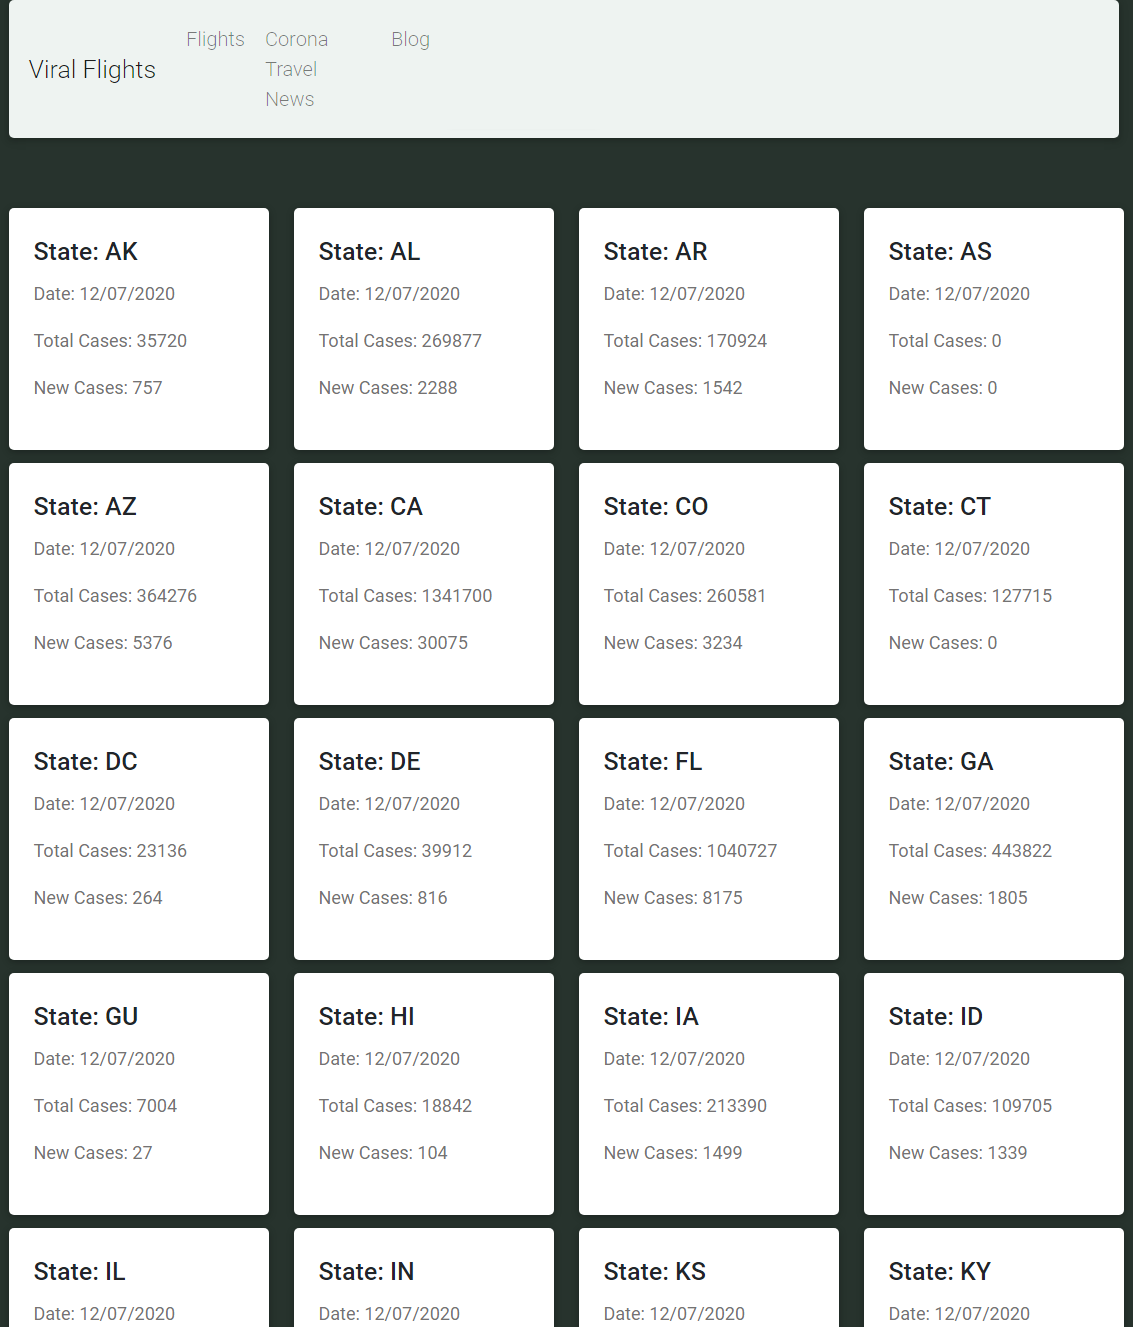 Viral Flights
Flights
Corona
Travel
News
Blog
State: AK
Date: 12/07/2020
Total Cases: 35720
New Cases: 757
State: AL
Date: 12/07/2020
Total Cases: 269877
New Cases: 2288
State: AR
Date: 12/07/2020
Total Cases: 170924
New Cases: 1542
State: AS
Date: 12/07/2020
Total Cases: 0
New Cases: 0
State: AZ
Date: 12/07/2020
Total Cases: 364276
New Cases: 5376
State: CA
Date: 12/07/2020
Total Cases: 1341700
New Cases: 30075
State: CO
Date: 12/07/2020
Total Cases: 260581
New Cases: 3234
State: CT
Date: 12/07/2020
Total Cases: 127715
New Cases: 0
State: DC
Date: 12/07/2020
Total Cases: 23136
New Cases: 264
State: DE
Date: 12/07/2020
Total Cases: 39912
New Cases: 816
State: FL
Date: 12/07/2020
Total Cases: 1040727
New Cases: 8175
State: GA
Date: 12/07/2020
Total Cases: 443822
New Cases: 1805
State: GU
Date: 12/07/2020
Total Cases: 7004
New Cases: 27
State: HI
Date: 12/07/2020
Total Cases: 18842
New Cases: 104
State: IA
Date: 12/07/2020
Total Cases: 213390
New Cases: 1499
State: ID
Date: 12/07/2020
Total Cases: 109705
New Cases: 1339
State: IL
Date: 12/07/2020
State: IN
Date: 12/07/2020
State: KS
Date: 12/07/2020
State: KY
Date: 12/07/2020